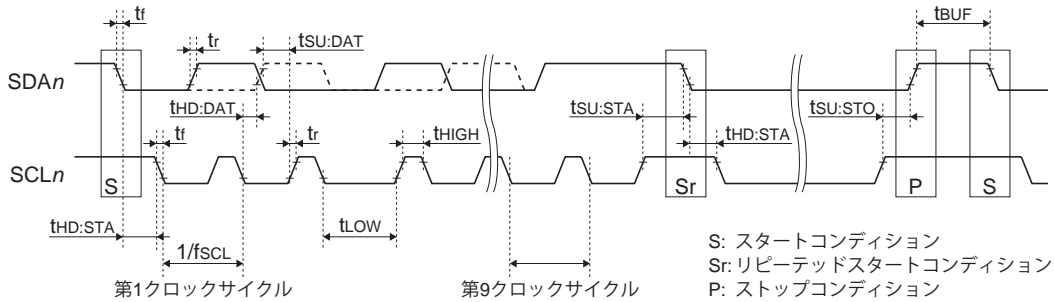 tf
tBUF
tr
tSU:DAT
SDAn
tHD:DAT
tSU:STA
tSU:STO
tf
tr
tHIGH
tHD:STA
SCLn
S
Sr
P
S
tHD:STA
tLOW
1/fSCL
S: スタートコンディション
Sr: リピーテッドスタートコンディション
P: ストップコンディション
第1クロックサイクル
第9クロックサイクル